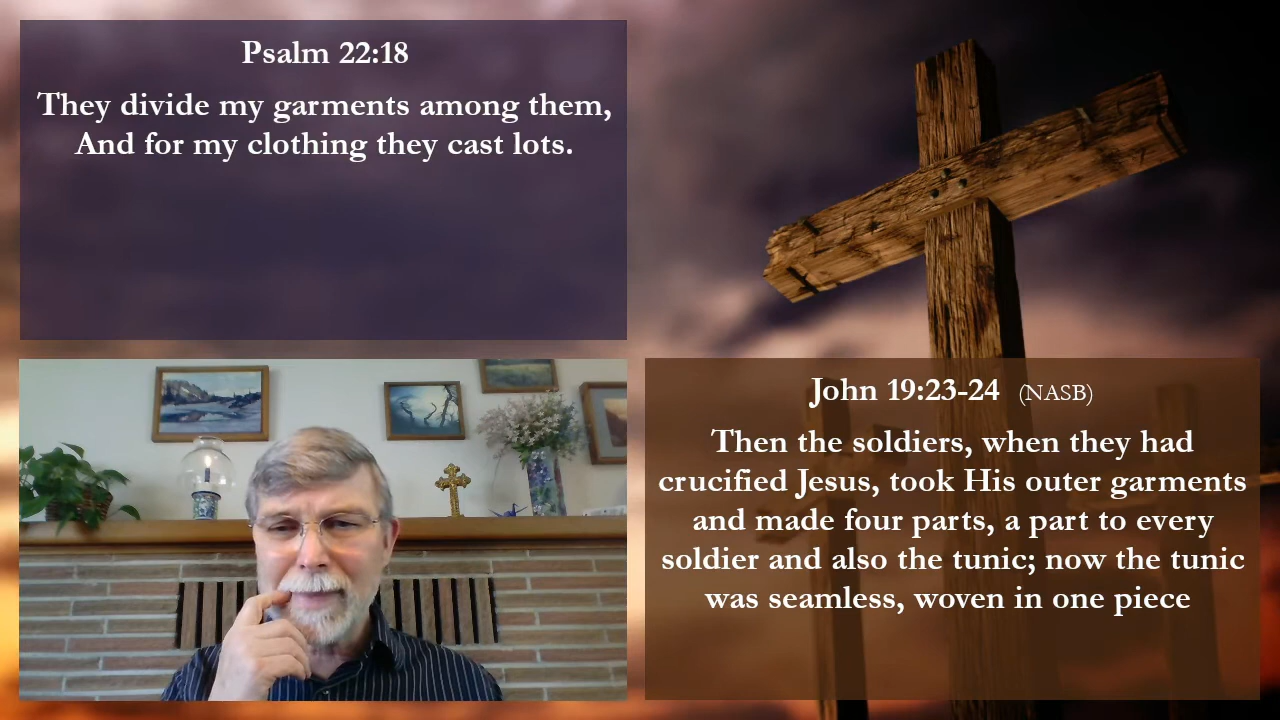 Psalm 22:18
They divide my garments among them,
And for my clothing they cast lots.
John 19:23-24 (NASB)
Then the soldiers, when they had
crucified Jesus, took His outer garments
and made four parts, a part to every
soldier and also the tunic; now the tunic
was seamless, woven in one piece